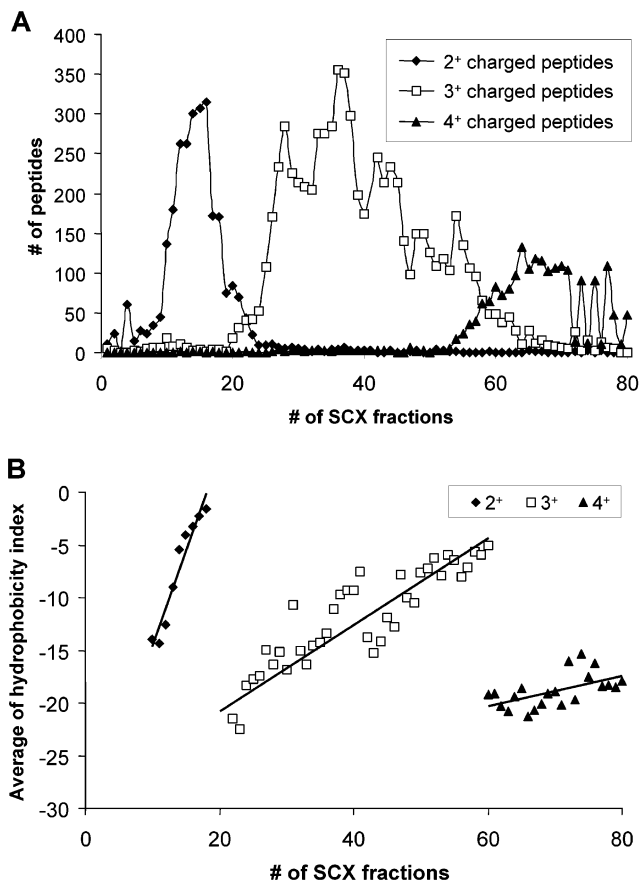 A
400
350
300
250
200
150
100
50
0
# of peptides
2+ charged peptides
3+ charged peptides
4+ charged peptides
0 20 40 60 80
# of SCX fractions
B
0
-5
-10
-15
-20
-25
-30
Average of hydrophobicity index
2+ 3+ 4+
0 20 40 60 80
# of SCX fractions